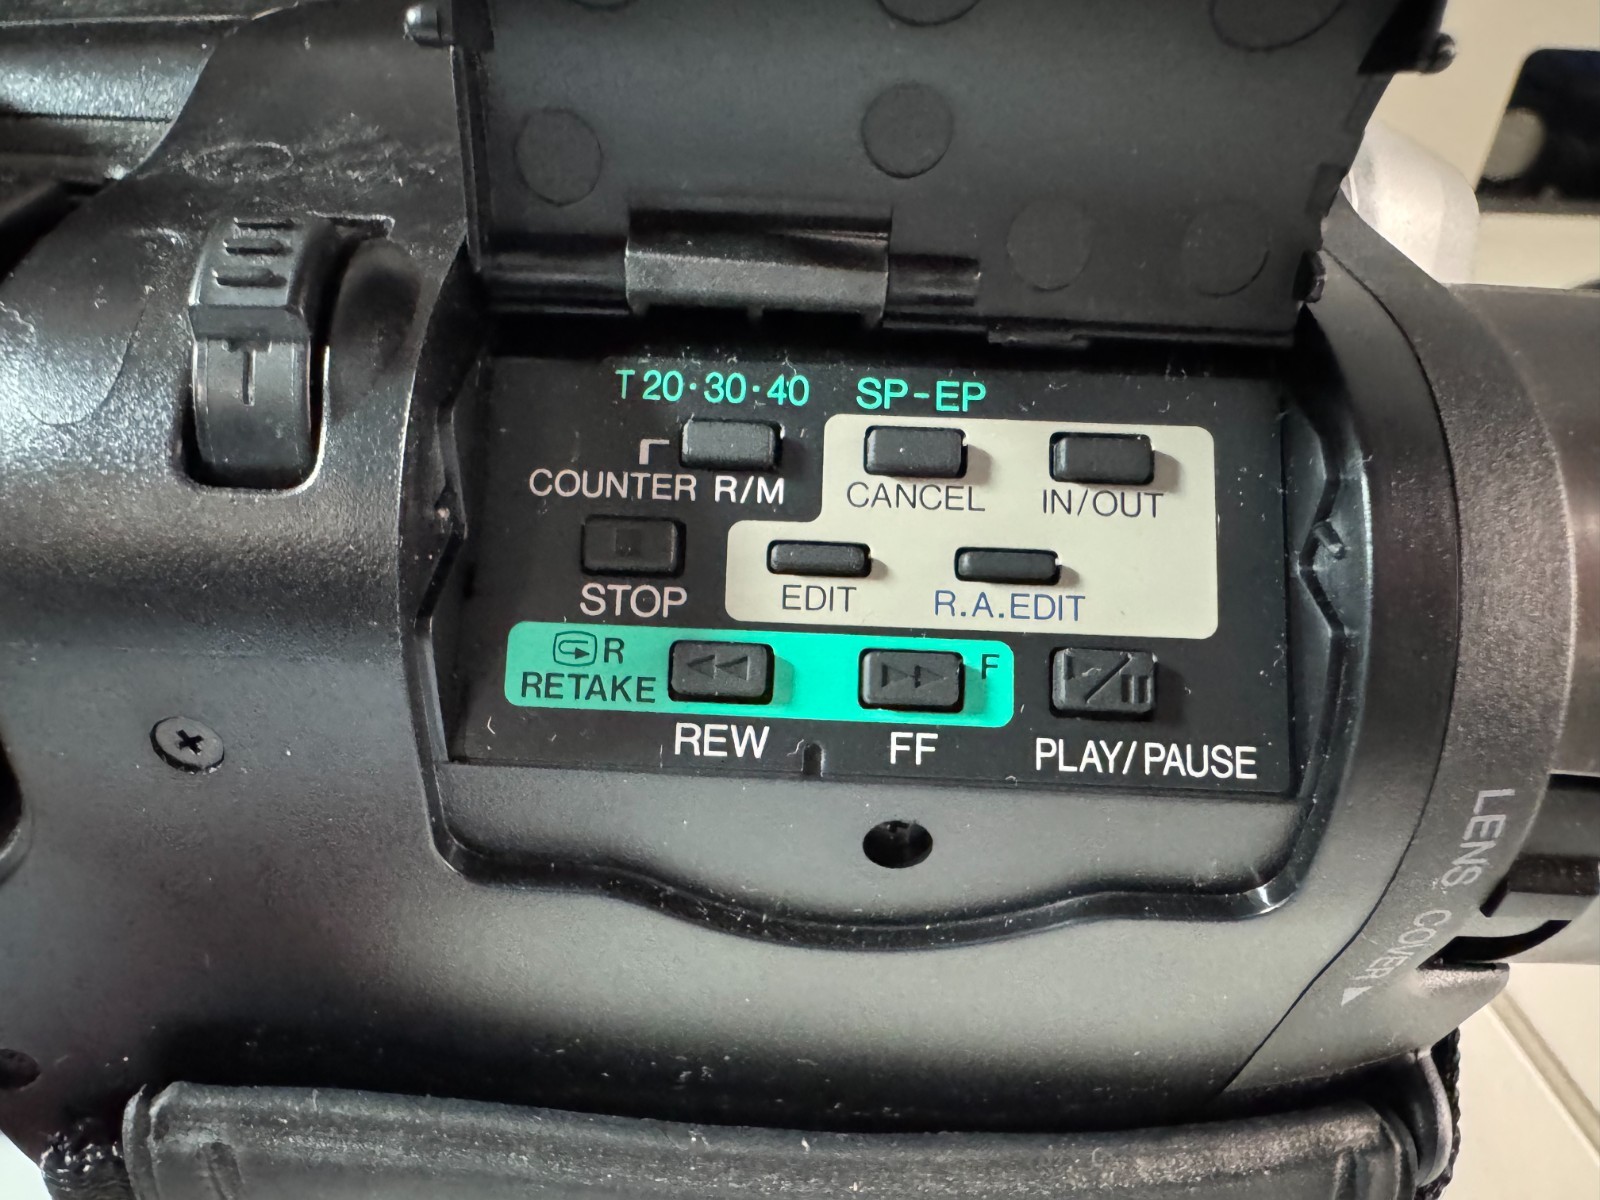 T 20·30·40 SP-EP
COUNTER R/M CANCEL IN/OUT
STOP EDIT R.A.EDIT
R F
RETAKE
REW FF PLAY/PAUSE
LENS COVER
T